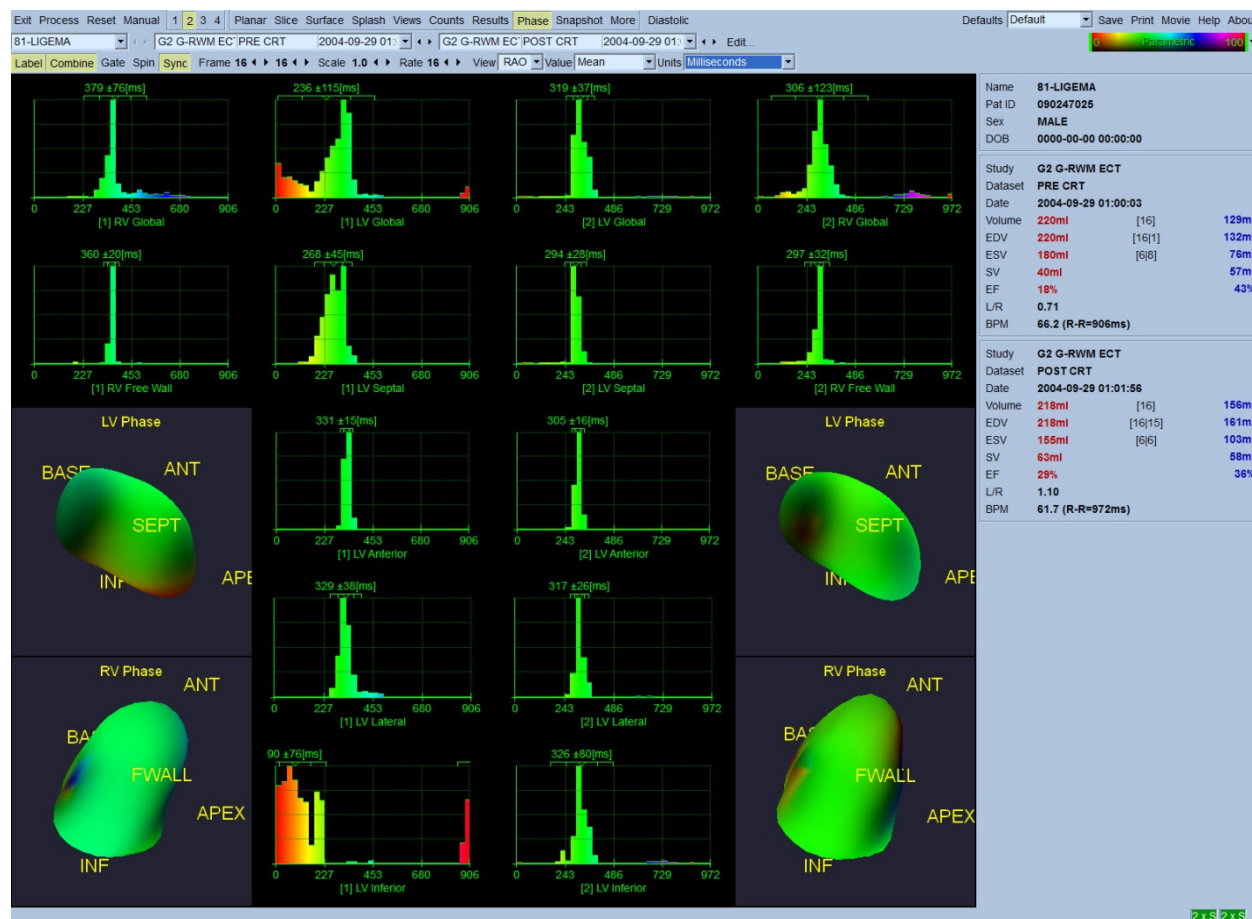 Exit Process Reset Manual 1 2 3 4 Planar Slice Surface Splash Views Counts Results Phase Snapshot More Diastolic Defaults Default Save Print Movie Help Abou
81-LIGEMA G2 G-RWM EC PRE CRT 2004-09-29 01: G2 G-RWM EC POST CRT 2004-09-29 01: Edit...
0 Parametric 100
Label Combine Gate Spin Sync Frame 16 16 Scale 1.0 Rate 16 View RAO Value Mean Units Milliseconds
379 ±76[ms] 236 ±115[ms] 319 ±37[ms] 306 ±123[ms]
0 227 453 680 906 0 227 453 680 906 0 243 486 729 972 0 243 486 729 972
[1] RV Global [1] LV Global [2] LV Global [2] RV Global
360 ±20[ms] 268 ±45[ms] 294 ±28[ms] 297 ±32[ms]
0 227 453 680 906 0 227 453 680 906 0 243 486 729 972 0 243 486 729 972
[1] RV Free Wall [1] LV Septal [2] LV Septal [2] RV Free Wall
LV Phase
BASE ANT
SEPT
INF APE
331 ±15[ms] 305 ±16[ms]
0 227 453 680 906 0 243 486 729 972
[1] LV Anterior [2] LV Anterior
329 ±38[ms] 317 ±26[ms]
0 227 453 680 906 0 243 486 729 972
[1] LV Lateral [2] LV Lateral
LV Phase
BASE ANT
SEPT
INF APE
RV Phase
ANT
BAS
FWALL
APEX
INF
90 ±76[ms] 326 ±80[ms]
0 227 453 680 906 0 243 486 729 972
[1] LV Inferior [2] LV Inferior
RV Phase
ANT
BAS
FWALL
APEX
INF
Name 81-LIGEMA
Pat ID 090247025
Sex MALE
DOB 0000-00-00 00:00:00
Study G2 G-RWM ECT
Dataset PRE CRT
Date 2004-09-29 01:00:03
Volume 220ml [16] 129m
EDV 220ml [16|1] 132m
ESV 180ml [6|8] 76m
SV 40ml 57m
EF 18% 43%
L/R 0.71
BPM 66.2 (R-R=906ms)
Study G2 G-RWM ECT
Dataset POST CRT
Date 2004-09-29 01:01:56
Volume 218ml [16] 156m
EDV 218ml [16|15] 161m
ESV 155ml [6|6] 103m
SV 63ml 58m
EF 29% 36%
L/R 1.10
BPM 61.7 (R-R=972ms)
2 x S 2 x S